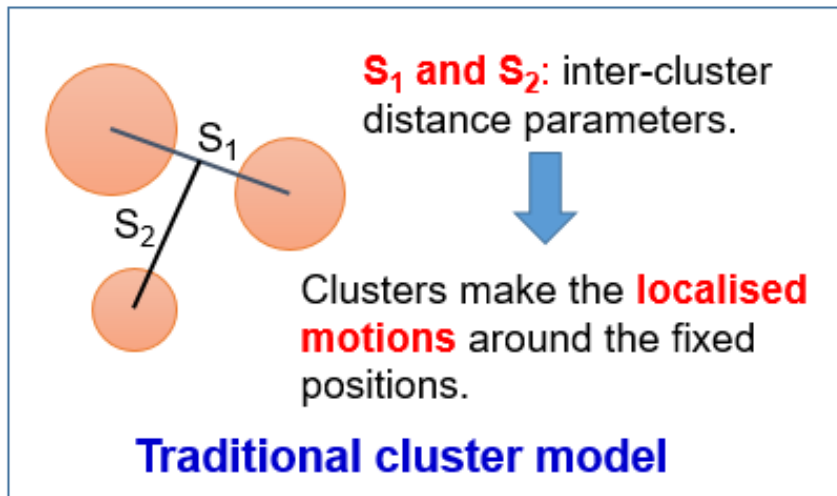 S₁ and S₂: inter-cluster
distance parameters.
S₁
S₂
Clusters make the localised
motions around the fixed
positions.
Traditional cluster model